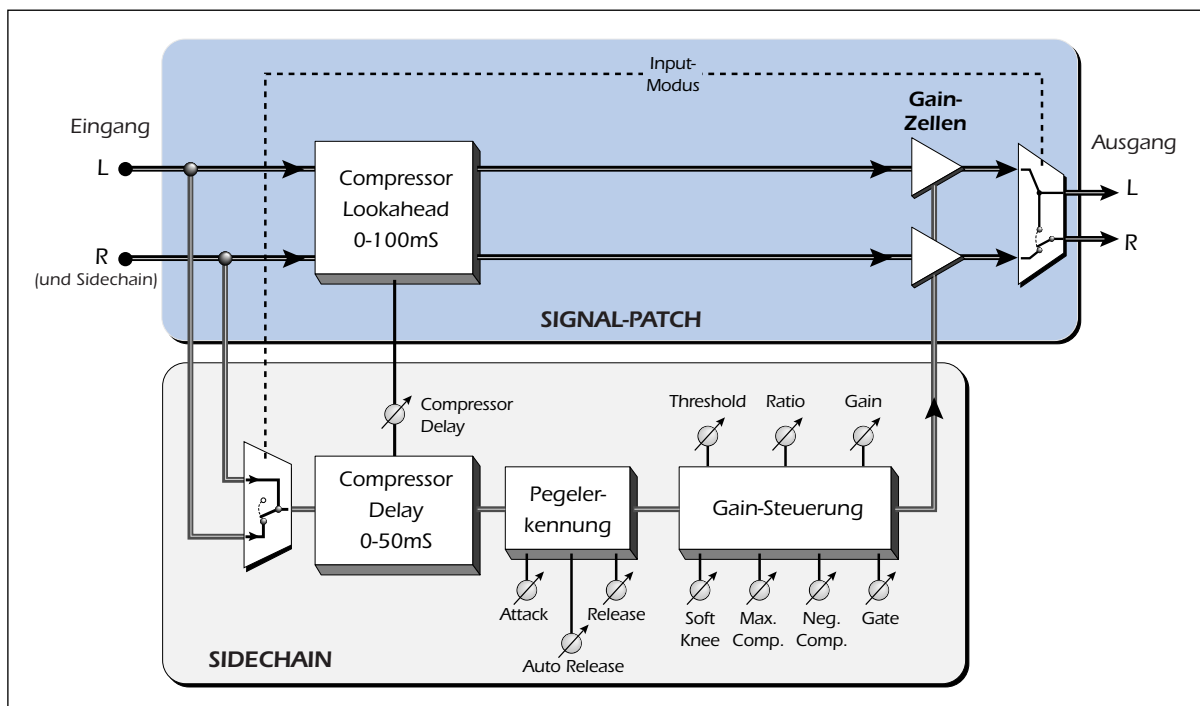 Input-
Modus
Gain-
Zellen
Eingang
Ausgang
L
L
Compressor
Lookahead
0-100mS
R
R
(und Sidechain)
SIGNAL-PATCH
Compressor
Delay
Threshold
Ratio
Gain
Compressor
Delay
0-50mS
Pegeler-
kennung
Gain-Steuerung
Attack
Release
Auto Release
Soft
Knee
Max.
Comp.
Neg.
Comp.
Gate
SIDECHAIN